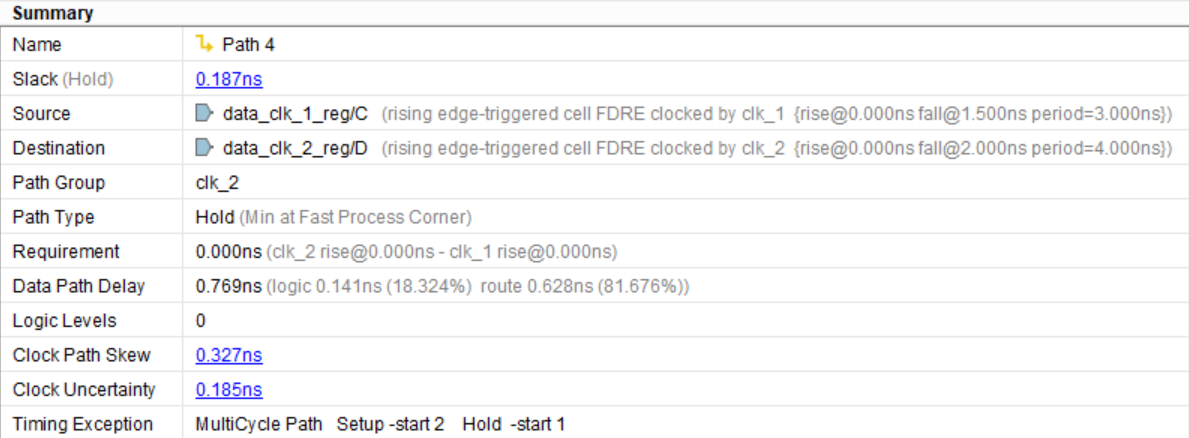 Summary
Name Path 4
Slack (Hold) 0.187ns
Source data_clk_1_reg/C (rising edge-triggered cell FDRE clocked by clk_1 {rise@0.000ns fall@1.500ns period=3.000ns})
Destination data_clk_2_reg/D (rising edge-triggered cell FDRE clocked by clk_2 {rise@0.000ns fall@2.000ns period=4.000ns})
Path Group clk_2
Path Type Hold (Min at Fast Process Corner)
Requirement 0.000ns (clk_2 rise@0.000ns - clk_1 rise@0.000ns)
Data Path Delay 0.769ns (logic 0.141ns (18.324%) route 0.628ns (81.676%))
Logic Levels 0
Clock Path Skew 0.327ns
Clock Uncertainty 0.185ns
Timing Exception MultiCycle Path Setup -start 2 Hold -start 1